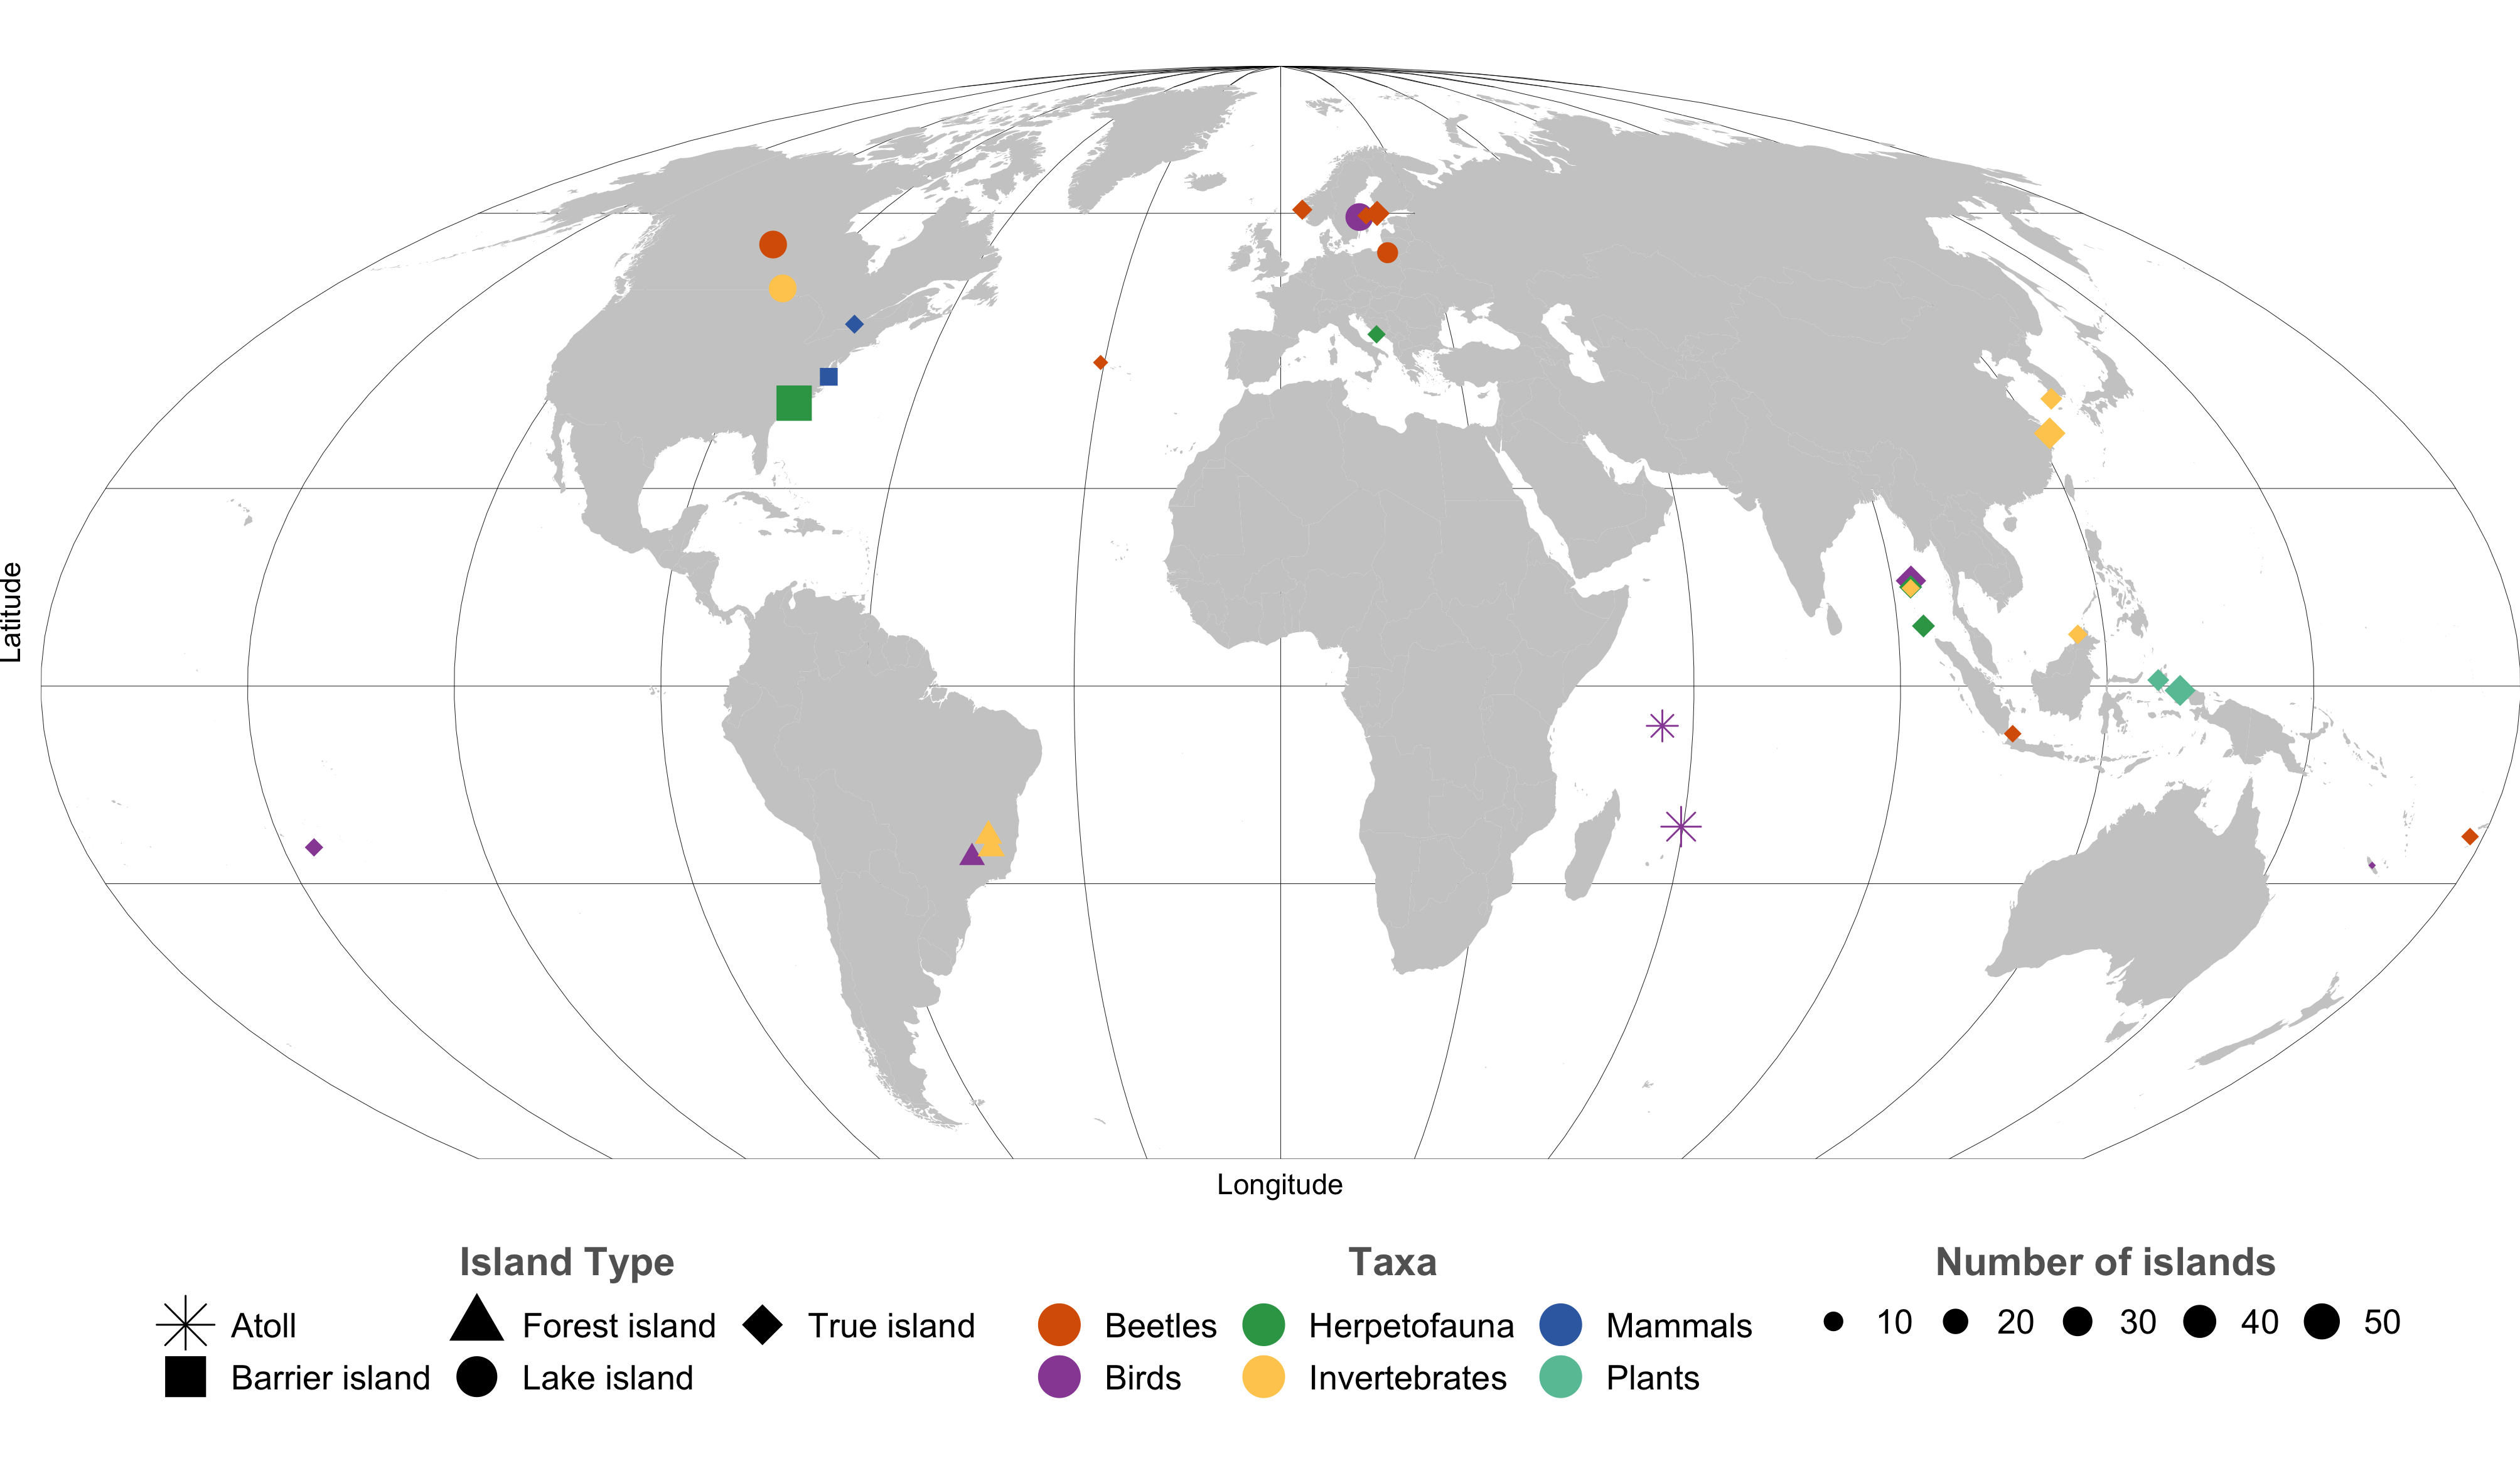 Latitude
Longitude
Island Type
Taxa
Number of islands
Atoll
Forest island
True island
Beetles
Herpetofauna
Mammals
10
20
30
40
50
Barrier island
Lake island
Birds
Invertebrates
Plants